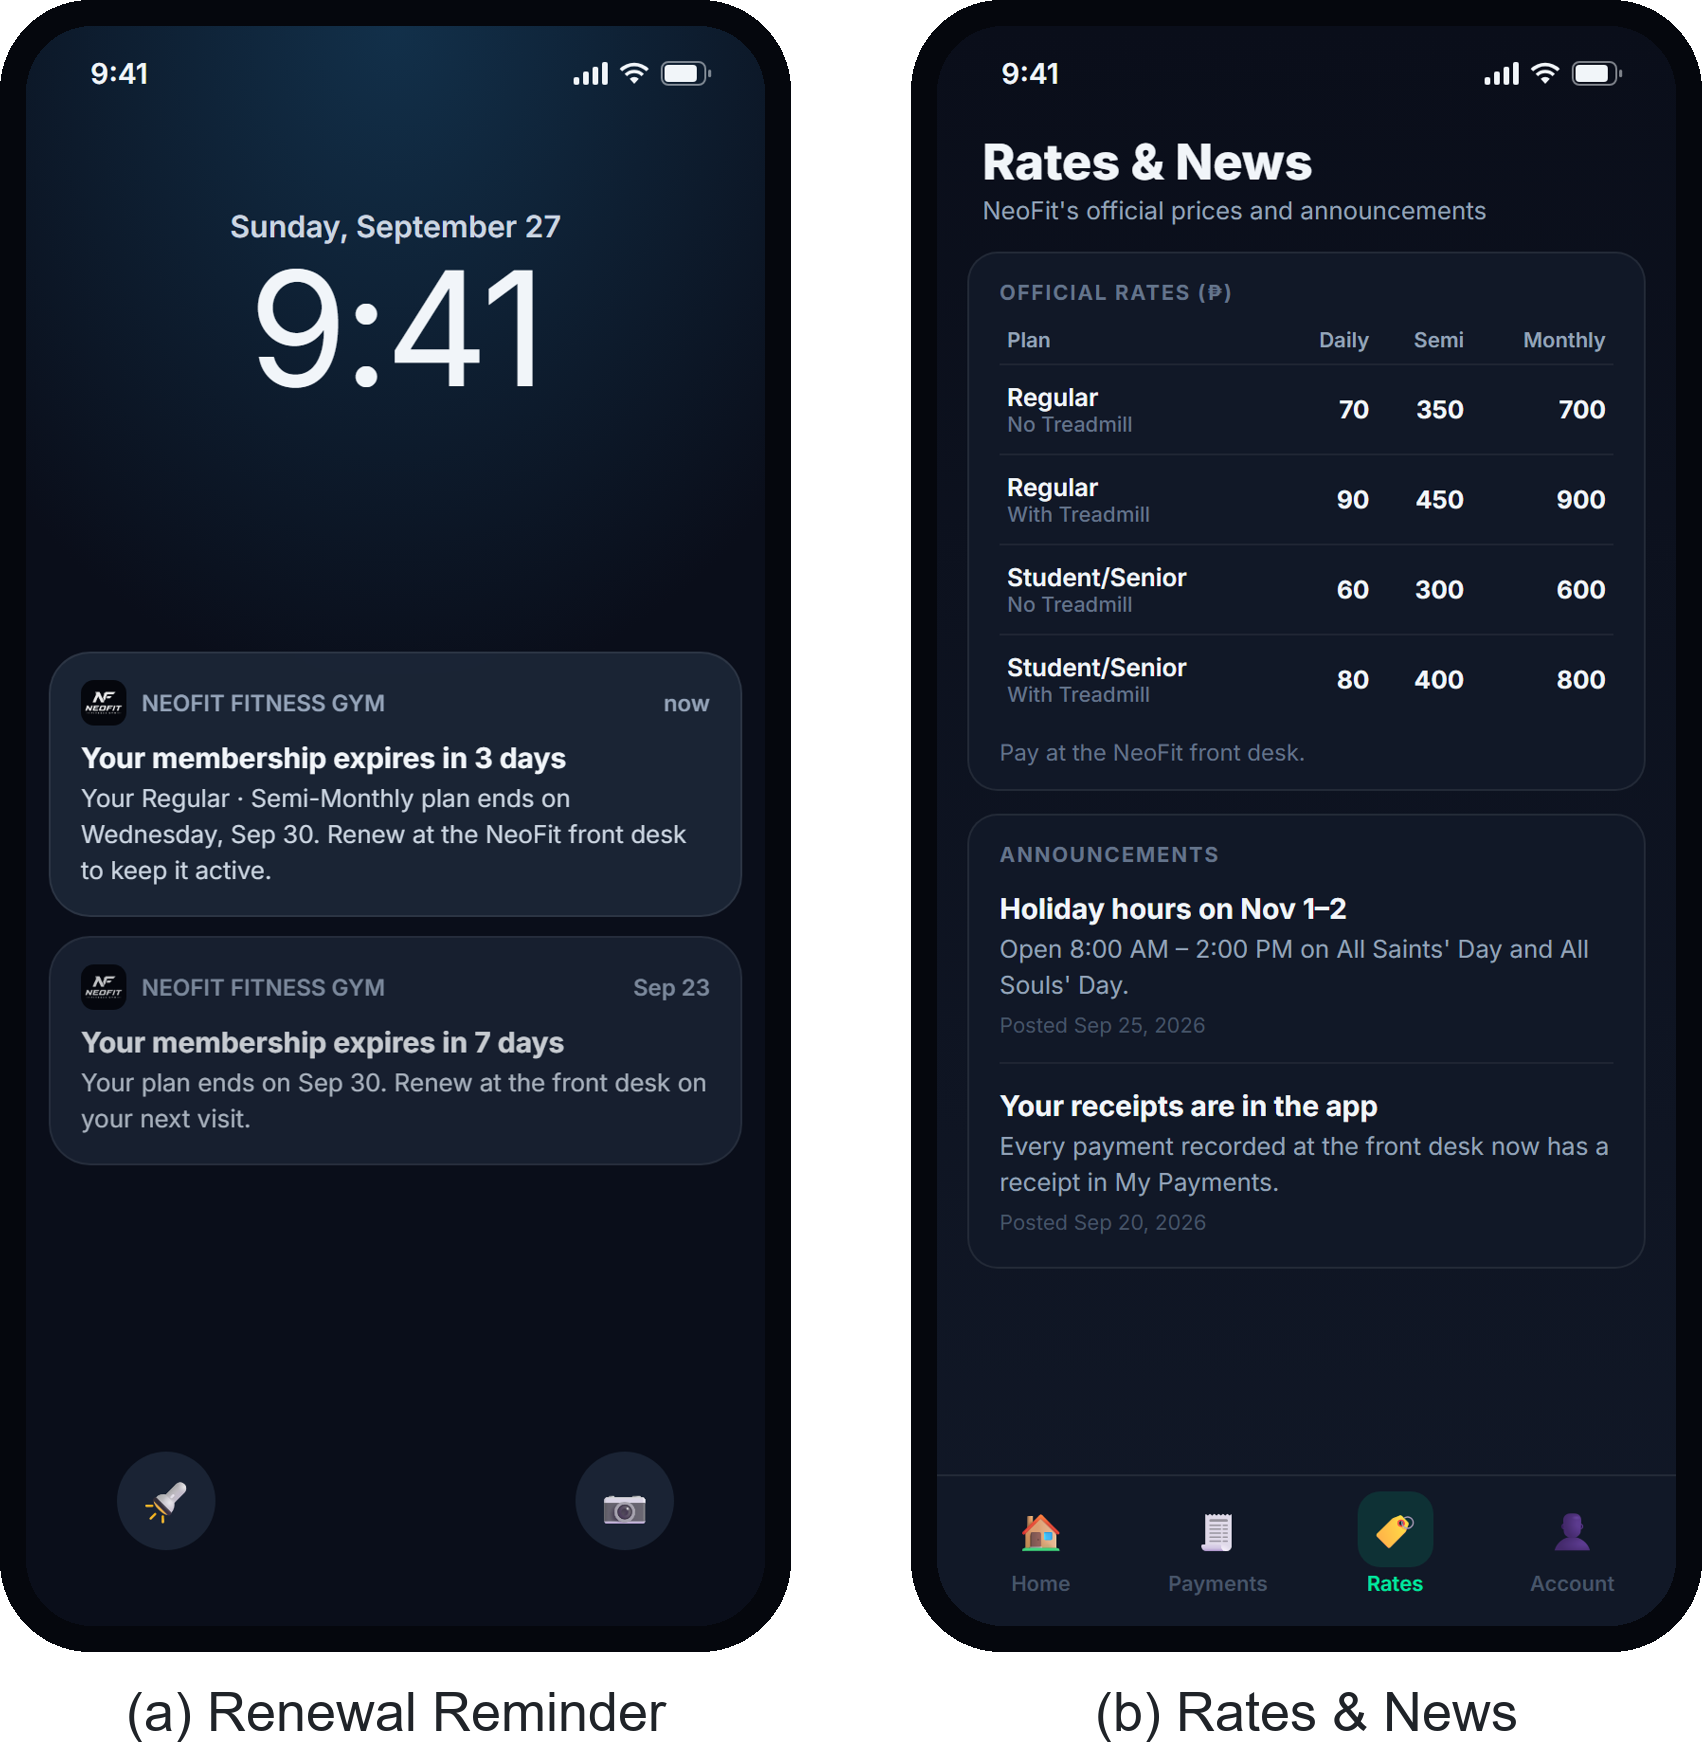 9:41
Sunday, September 27
9:41
NF
NEOFIT
NEOFIT FITNESS GYM
now
Your membership expires in 3 days
Your Regular · Semi-Monthly plan ends on
Wednesday, Sep 30. Renew at the NeoFit front desk
to keep it active.
NF
NEOFIT
NEOFIT FITNESS GYM
Sep 23
Your membership expires in 7 days
Your plan ends on Sep 30. Renew at the front desk on
your next visit.
(a) Renewal Reminder
9:41
Rates & News
NeoFit's official prices and announcements
OFFICIAL RATES (₱)
Plan Daily Semi Monthly
Regular
No Treadmill
70 350 700
Regular
With Treadmill
90 450 900
Student/Senior
No Treadmill
60 300 600
Student/Senior
With Treadmill
80 400 800
Pay at the NeoFit front desk.
ANNOUNCEMENTS
Holiday hours on Nov 1–2
Open 8:00 AM – 2:00 PM on All Saints' Day and All
Souls' Day.
Posted Sep 25, 2026
Your receipts are in the app
Every payment recorded at the front desk now has a
receipt in My Payments.
Posted Sep 20, 2026
Home Payments Rates Account
(b) Rates & News